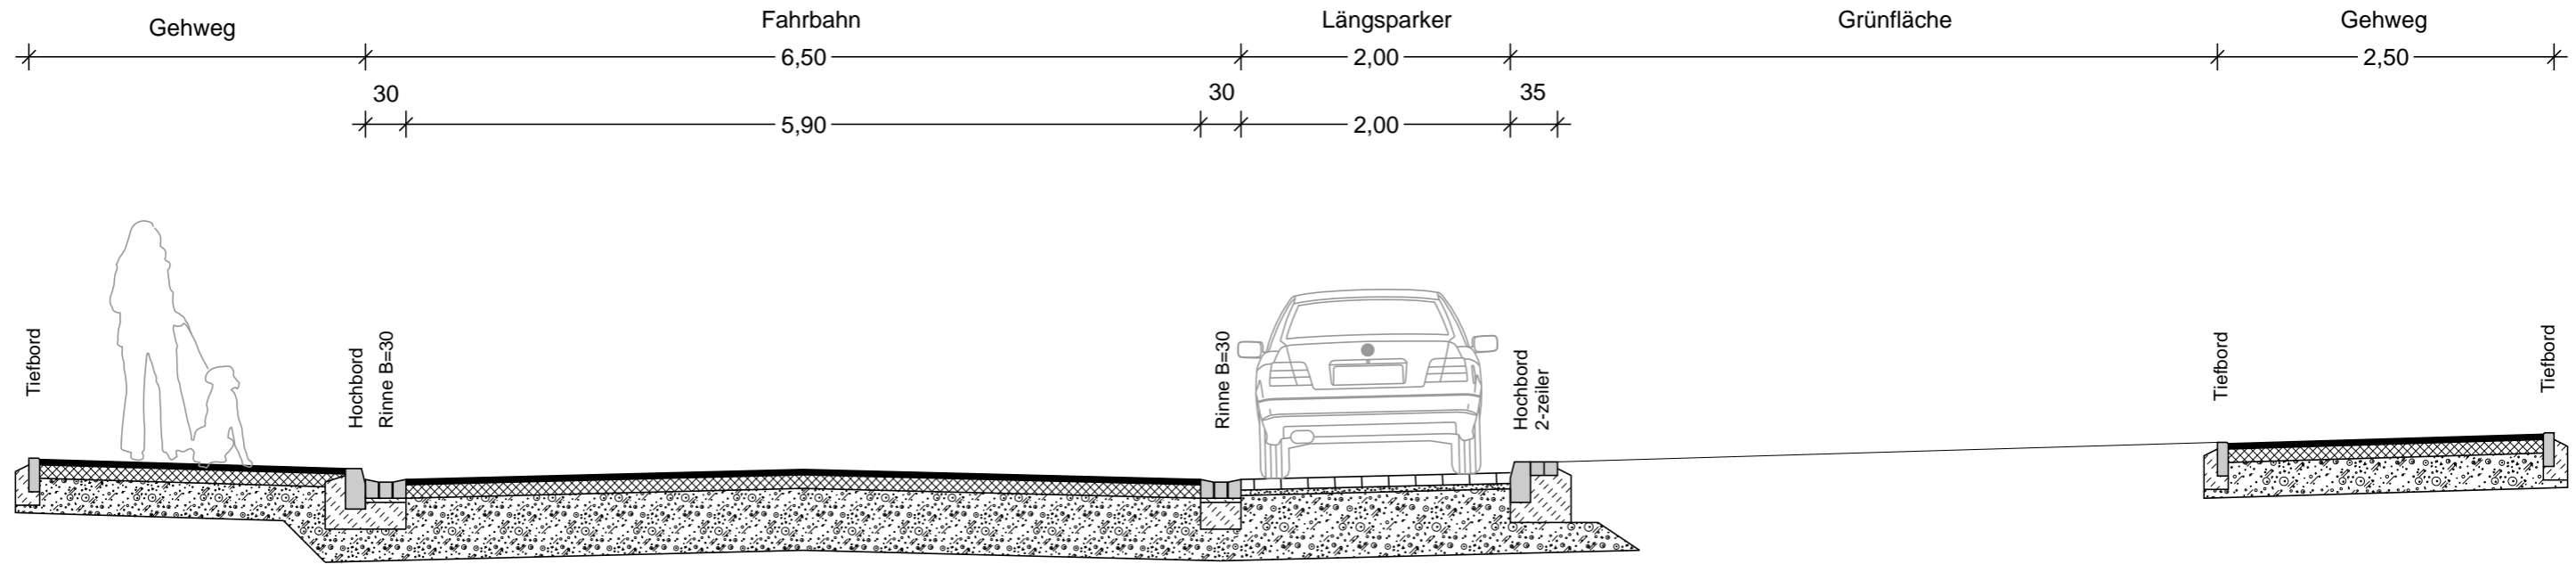 Gehweg
Fahrbahn
Längsparker
Grünfläche
Gehweg
6,50
2,00
2,50
30
30
35
5,90
2,00
Tiefbord
Hochbord
Rinne B=30
Rinne B=30
Hochbord
2-zeiler
Tiefbord
Tiefbord